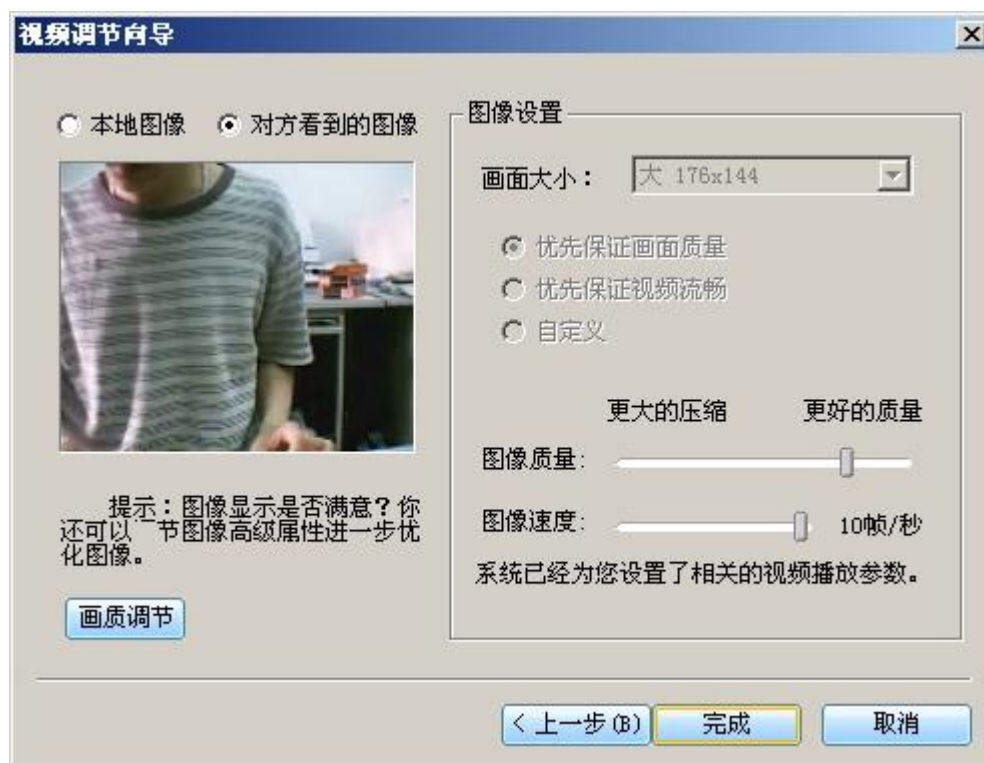 视频调节向导
本地图像 对方看到的图像
图像设置
画面大小：
大 176x144
优先保证画面质量
优先保证视频流畅
自定义
更大的压缩 更好的质量
图像质量:
图像速度: 10帧/秒
系统已经为您设置了相关的视频播放参数。
提示：图像显示是否满意？你
还可以 节图像高级属性进一步优
化图像。
画质调节
< 上一步(B) 完成 取消